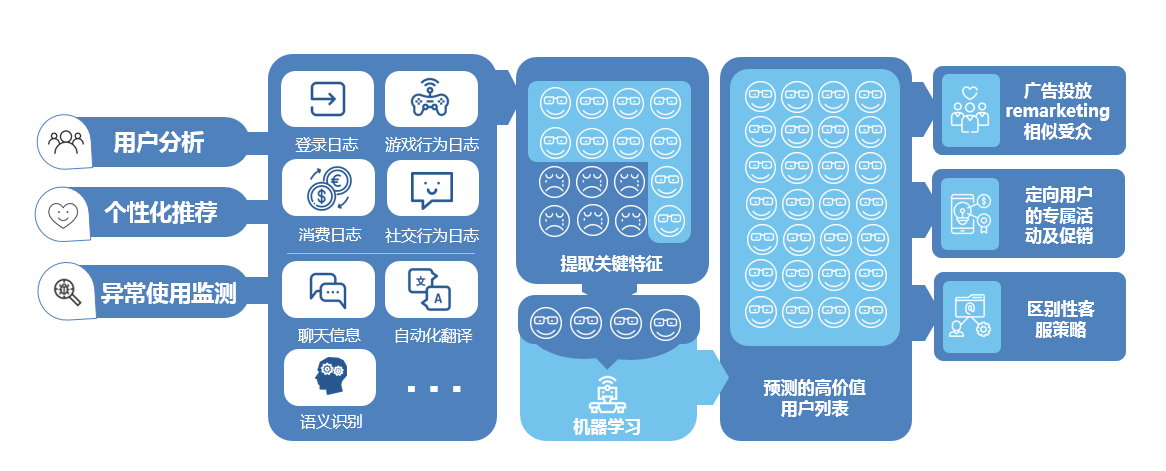 用户分析
个性化推荐
异常使用监测
登录日志
游戏行为日志
消费日志
社交行为日志
聊天信息
自动化翻译
语义识别
...
提取关键特征
机器学习
预测的高价值
用户列表
广告投放
remarketing
相似受众
定向用户
的专属活
动及促销
区别性客
服策略
€
$
文
A
$
@